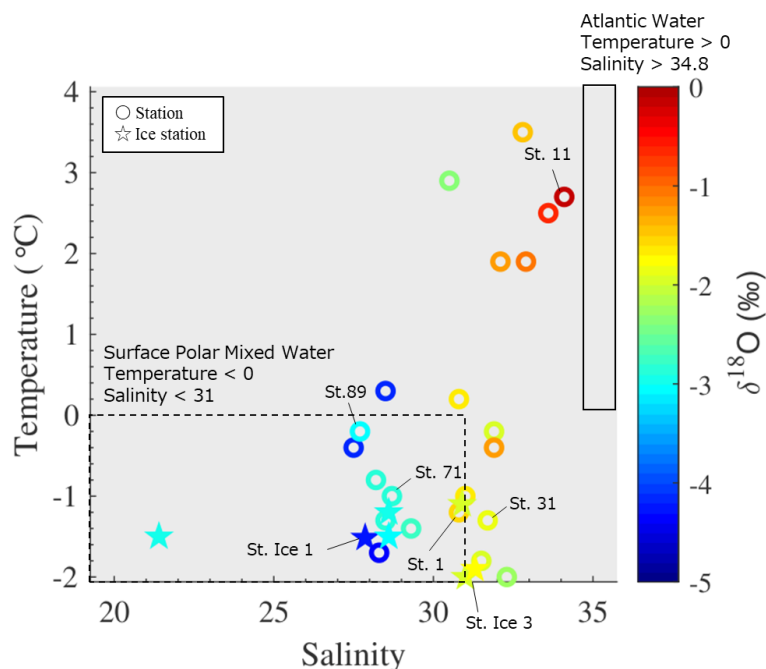 Atlantic Water
Temperature > 0
Salinity > 34.8
○ Station
☆ Ice station
St. 11
Surface Polar Mixed Water
Temperature < 0
Salinity < 31
St.89
St. 71
St. 31
St. Ice 1
St. 1
St. Ice 3
4
3
2
1
0
-1
-2
Temperature (℃)
20
25
30
35
Salinity
0
-1
-2
-3
-4
-5
δ¹⁸O (‰)